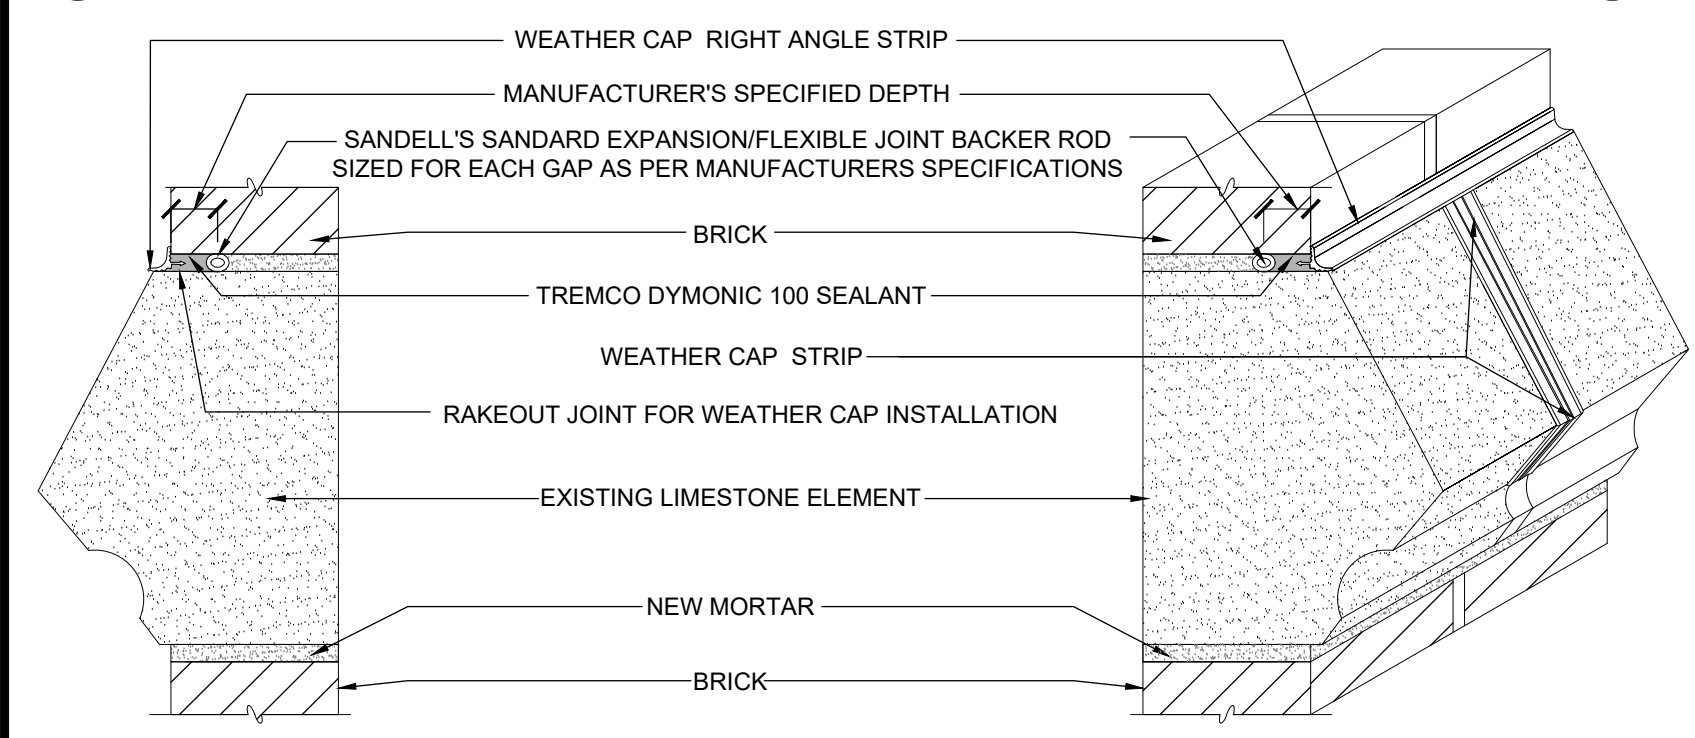 WEATHER CAP RIGHT ANGLE STRIP
MANUFACTURER'S SPECIFIED DEPTH
SANDELL'S SANDARD EXPANSION/FLEXIBLE JOINT BACKER ROD
SIZED FOR EACH GAP AS PER MANUFACTURERS SPECIFICATIONS
BRICK
TREMCO DYMONIC 100 SEALANT
WEATHER CAP STRIP
RAKEOUT JOINT FOR WEATHER CAP INSTALLATION
EXISTING LIMESTONE ELEMENT
NEW MORTAR
BRICK